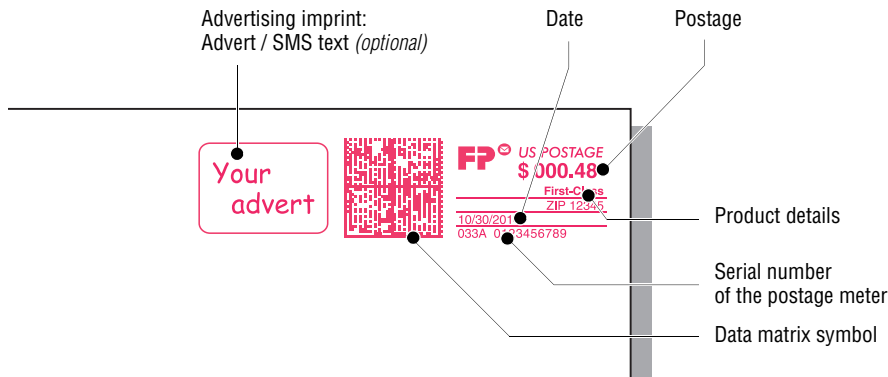 Advertising imprint:
Advert / SMS text (optional)
Date
Postage
Your
advert
FP
US POSTAGE
$ 000.48
First-Class
ZIP 12345
10/30/201
033A 0123456789
Product details
Serial number
of the postage meter
Data matrix symbol